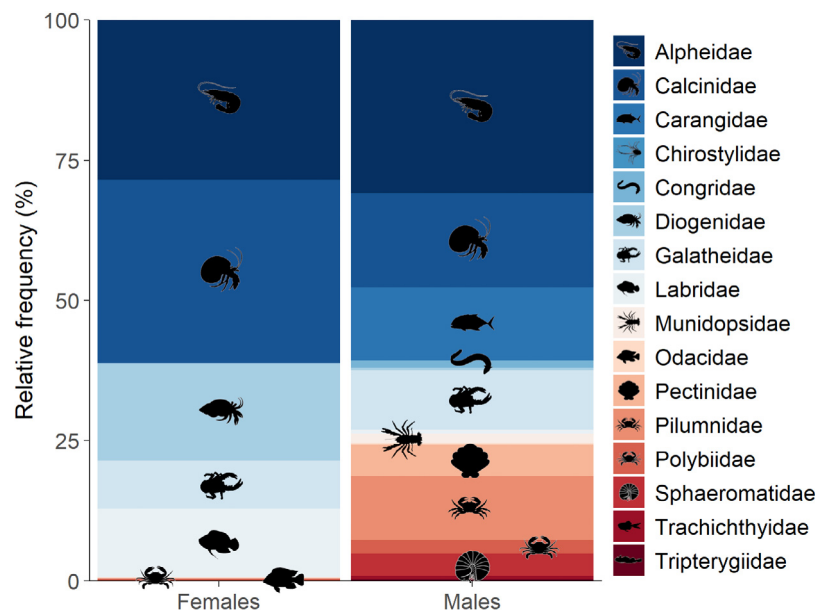 Relative frequency (%)
100
75
50
25
0
Females
Males
Alpheidae
Calcinidae
Carangidae
Chirostylidae
Congridae
Diogenidae
Galatheidae
Labridae
Munidopsidae
Odacidae
Pectinidae
Pilumnidae
Polybiidae
Sphaeromatidae
Trachichthyidae
Tripterygiidae